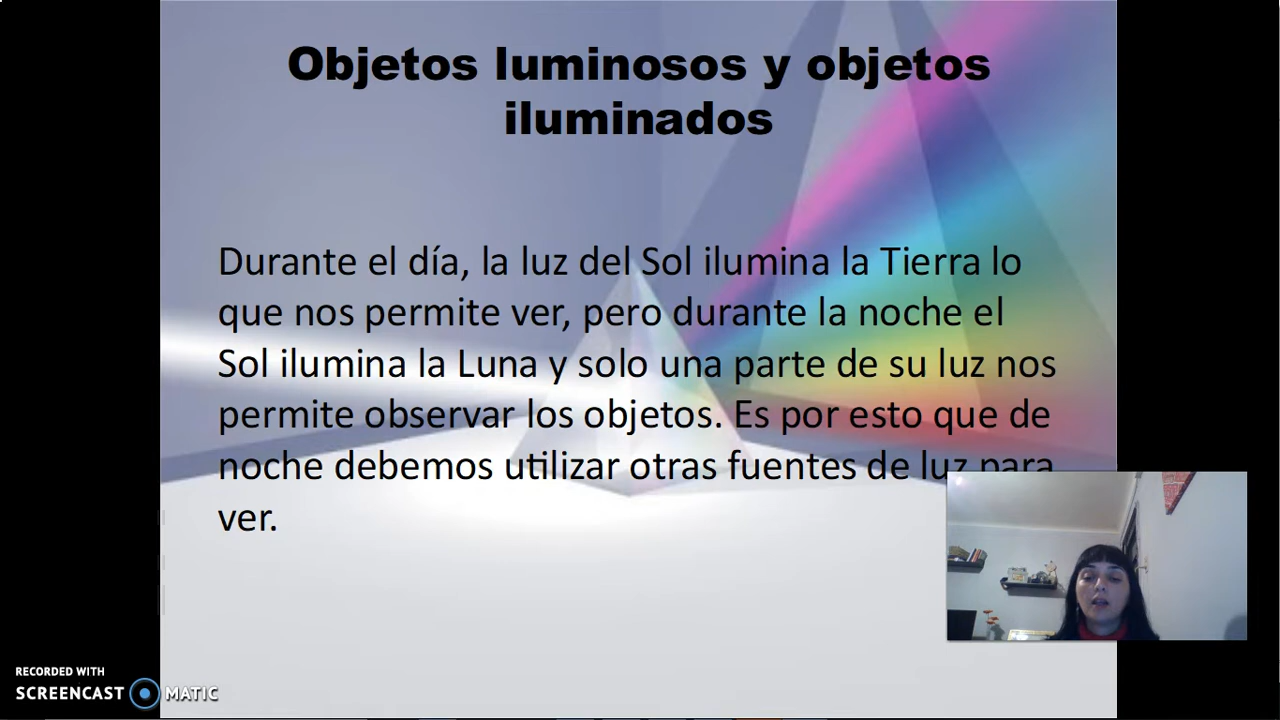 Objetos luminosos y objetos
iluminados
Durante el día, la luz del Sol ilumina la Tierra lo
que nos permite ver, pero durante la noche el
Sol ilumina la Luna y solo una parte de su luz nos
permite observar los objetos. Es por esto que de
noche debemos utilizar otras fuentes de luz para
ver.
RECORDED WITH
SCREENCAST MATIC